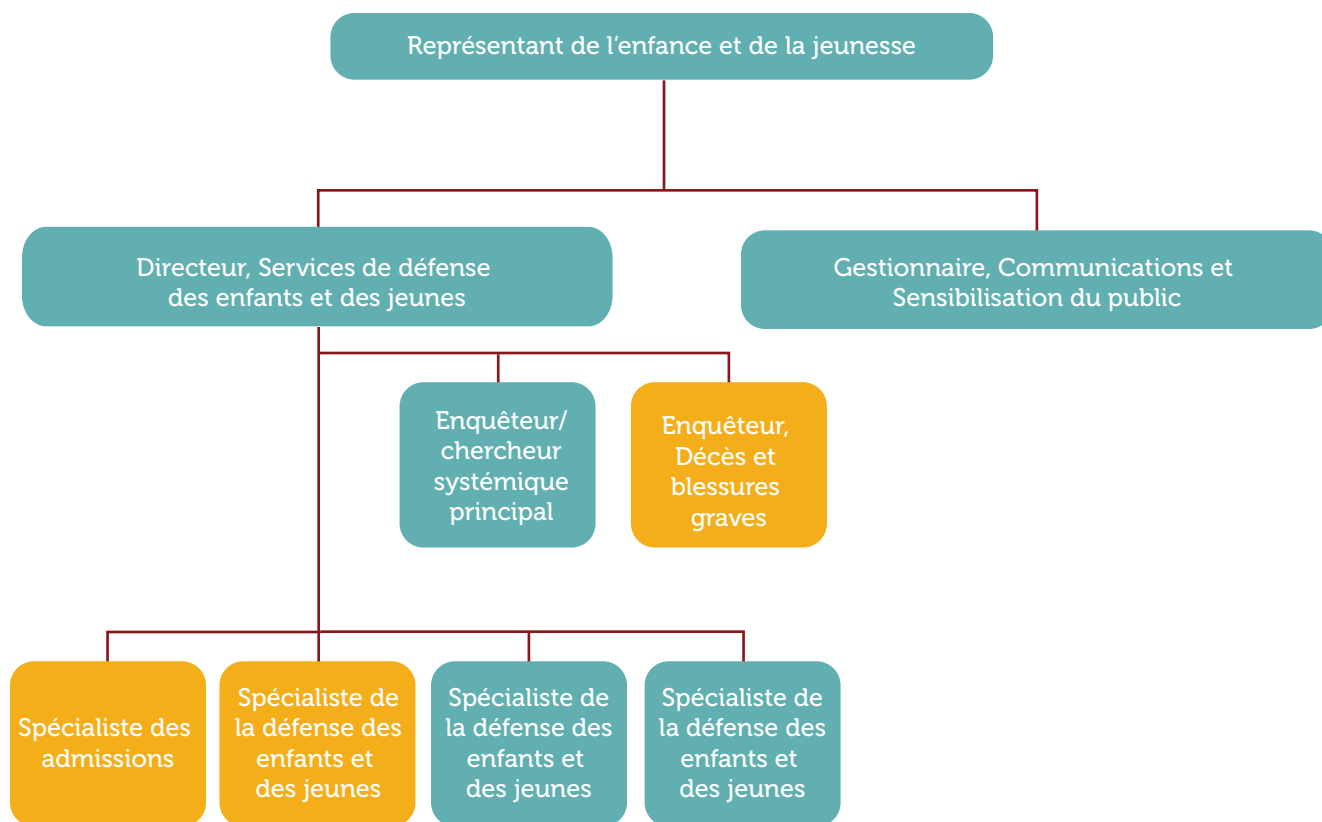 Représentant de l'enfance et de la jeunesse
Directeur, Services de défense
des enfants et des jeunes
Gestionnaire, Communications et
Sensibilisation du public
Enquêteur/
chercheur
systémique
principal
Enquêteur,
Décès et
blessures
graves
Spécialiste des
admissions
Spécialiste de
la défense des
enfants et
des jeunes
Spécialiste de
la défense des
enfants et
des jeunes
Spécialiste de
la défense des
enfants et
des jeunes